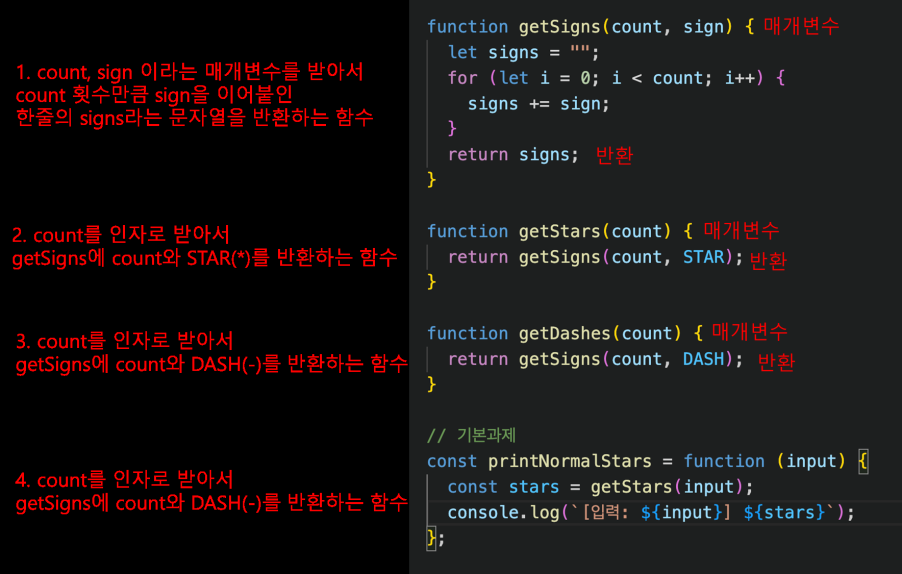 function getSigns(count, sign) { 매개변수
let signs = "";
1. count, sign 이라는 매개변수를 받아서
for (let i = 0; i < count; i++) {
count 횟수만큼 sign을 이어붙인
signs += sign;
한줄의 signs라는 문자열을 반환하는 함수
}
return signs; 반환
}
2. count를 인자로 받아서
function getStars(count) { 매개변수
getSigns에 count와 STAR(*)를 반환하는 함수
return getSigns(count, STAR); 반환
}
3. count를 인자로 받아서
function getDashes(count) { 매개변수
getSigns에 count와 DASH(-)를 반환하는 함수
return getSigns(count, DASH); 반환
}
// 기본과제
4. count를 인자로 받아서
const printNormalStars = function (input) {
getSigns에 count와 DASH(-)를 반환하는 함수
const stars = getStars(input);
console.log(`[입력: ${input}] ${stars}`);
};